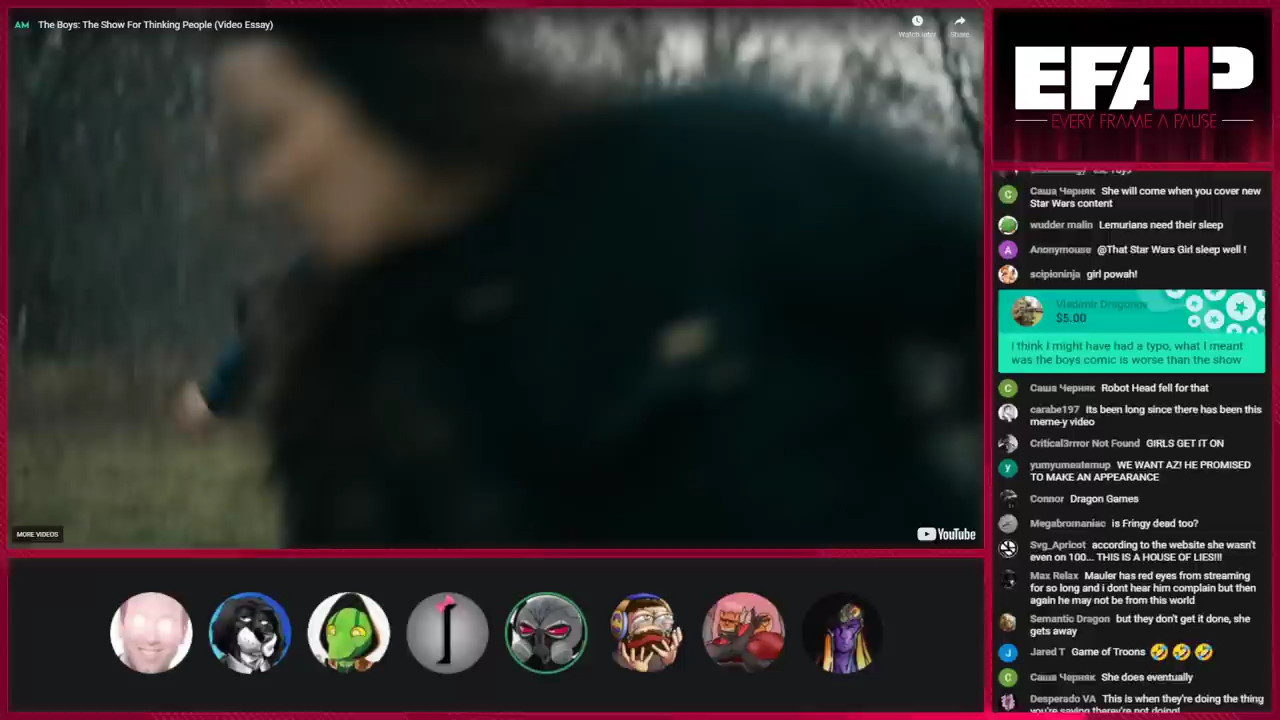 AM The Boys: The Show For Thinking People (Video Essay)
Watch later
Share
MORE VIDEOS
YouTube
EFAP
EVERY FRAME A PAUSE
Саша Черняк She will come when you cover new
Star Wars content
wudder malin Lemurians need their sleep
A Anonymouse @That Star Wars Girl sleep well !
scipioninja girl powah!
Vladimir Dragonov
$5.00
I think I might have had a typo, what I meant
was the boys comic is worse than the show
C Саша Черняк Robot Head fell for that
carabe197 Its been long since there has been this
meme-y video
Critical3rror Not Found GIRLS GET IT ON
y yumyumeatemup WE WANT AZ! HE PROMISED
TO MAKE AN APPEARANCE
Connor Dragon Games
Megabromaniac is Fringy dead too?
Svg_Apricot according to the website she wasn't
even on 100... THIS IS A HOUSE OF LIES!!!
Max Relax Mauler has red eyes from streaming
for so long and i dont hear him complain but then
again he may not be from this world
Semantic Dragon but they don't get it done, she
gets away
J Jared T Game of Troons 🤣 🤣 🤣
C Саша Черняк She does eventually
Desperado VA This is when they're doing the thing
you're saying they're not doing!